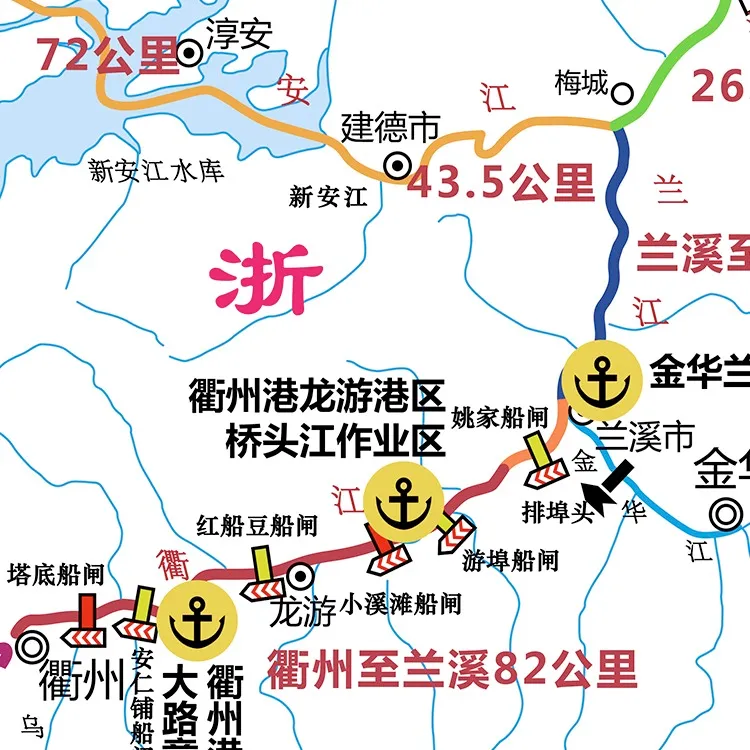 淳安
72公里
安
江
梅城
26
建德市
新安江水库
新安江
43.5公里
兰
浙
兰溪至
江
金华兰
衢州港龙游港区
桥头江作业区
姚家船闸
兰溪市
金
金华
江
排埠头
华
红船豆船闸
游埠船闸
江
衢
塔底船闸
龙游
小溪滩船闸
衢州
安仁铺船闸
大路章
衢州港
衢州至兰溪82公里
乌